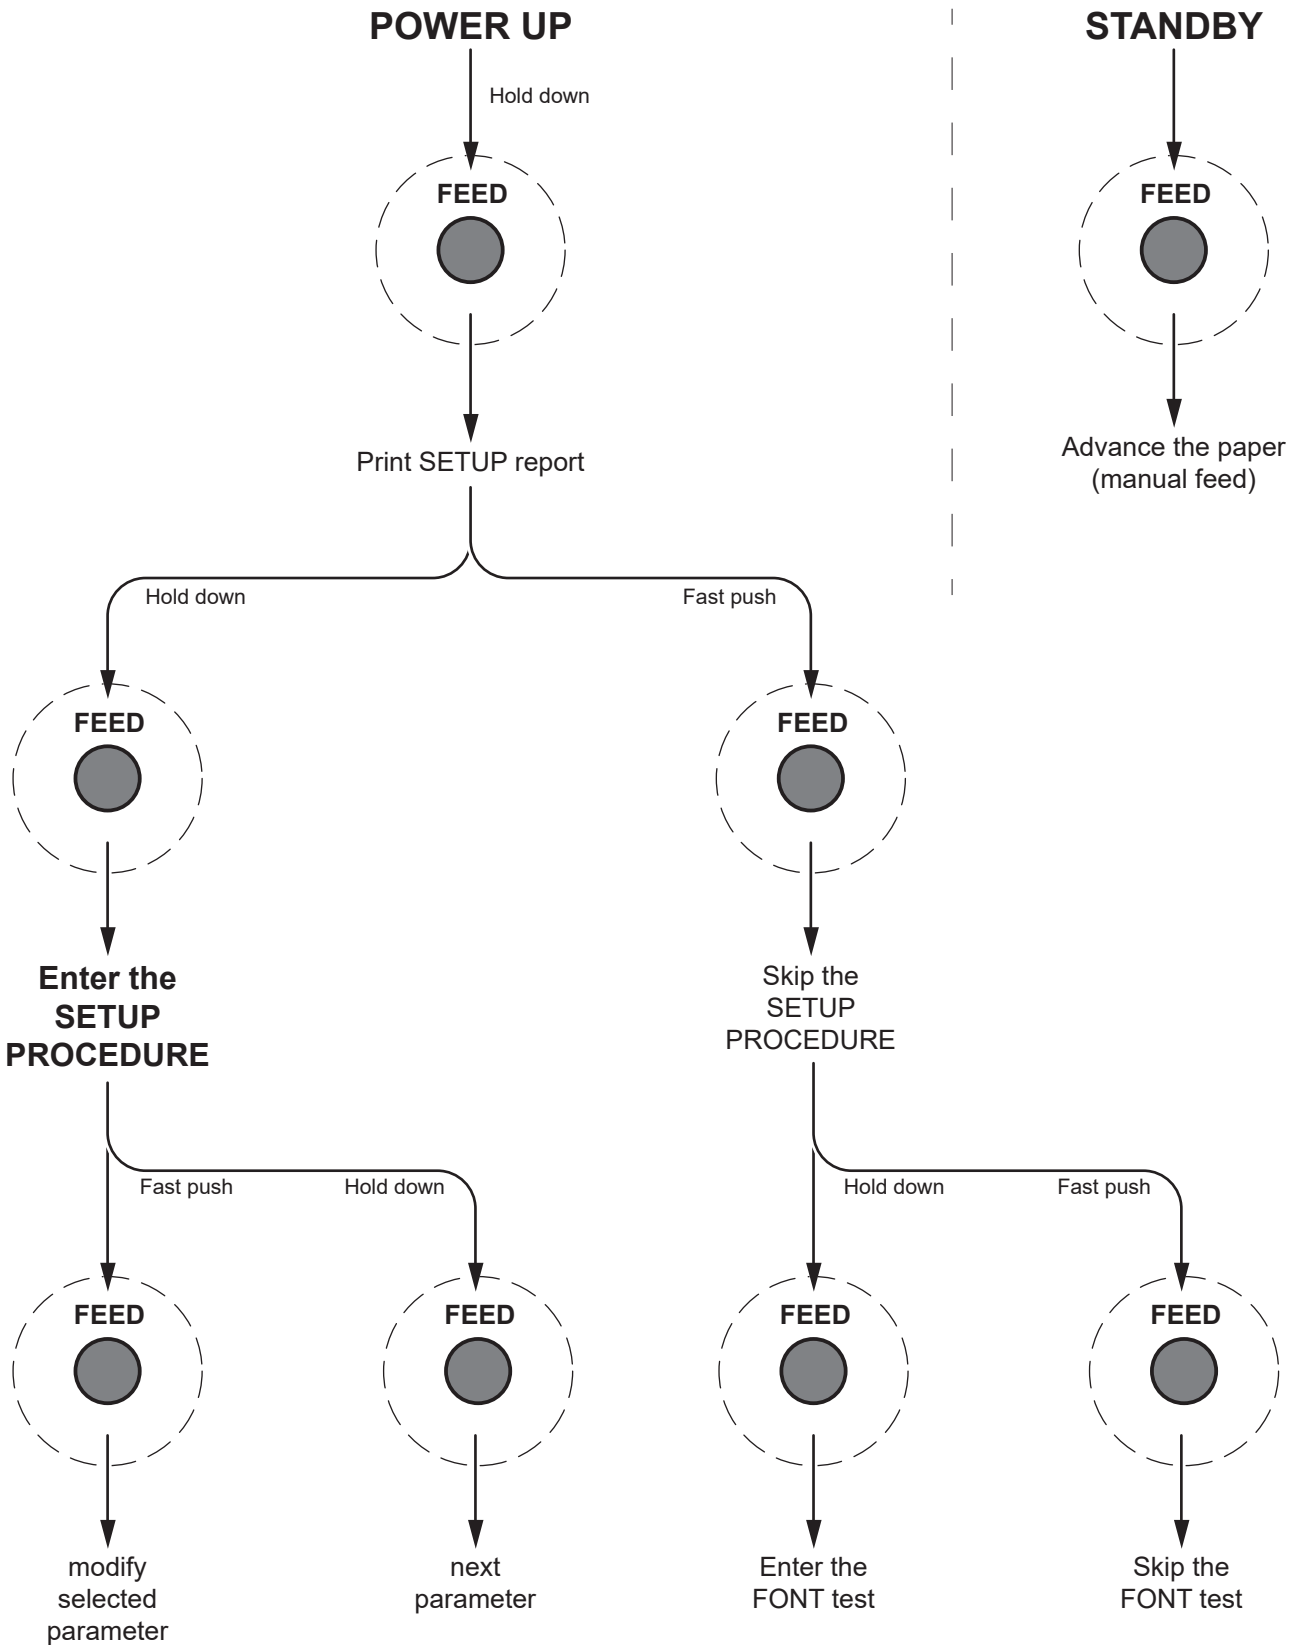 POWER UP
Hold down
FEED
Print SETUP report
Hold down
Fast push
FEED
FEED
Enter the
SETUP
PROCEDURE
Skip the
SETUP
PROCEDURE
Fast push
Hold down
Hold down
Fast push
FEED
FEED
FEED
FEED
modify
selected
parameter
next
parameter
Enter the
FONT test
Skip the
FONT test
STANDBY
FEED
Advance the paper
(manual feed)